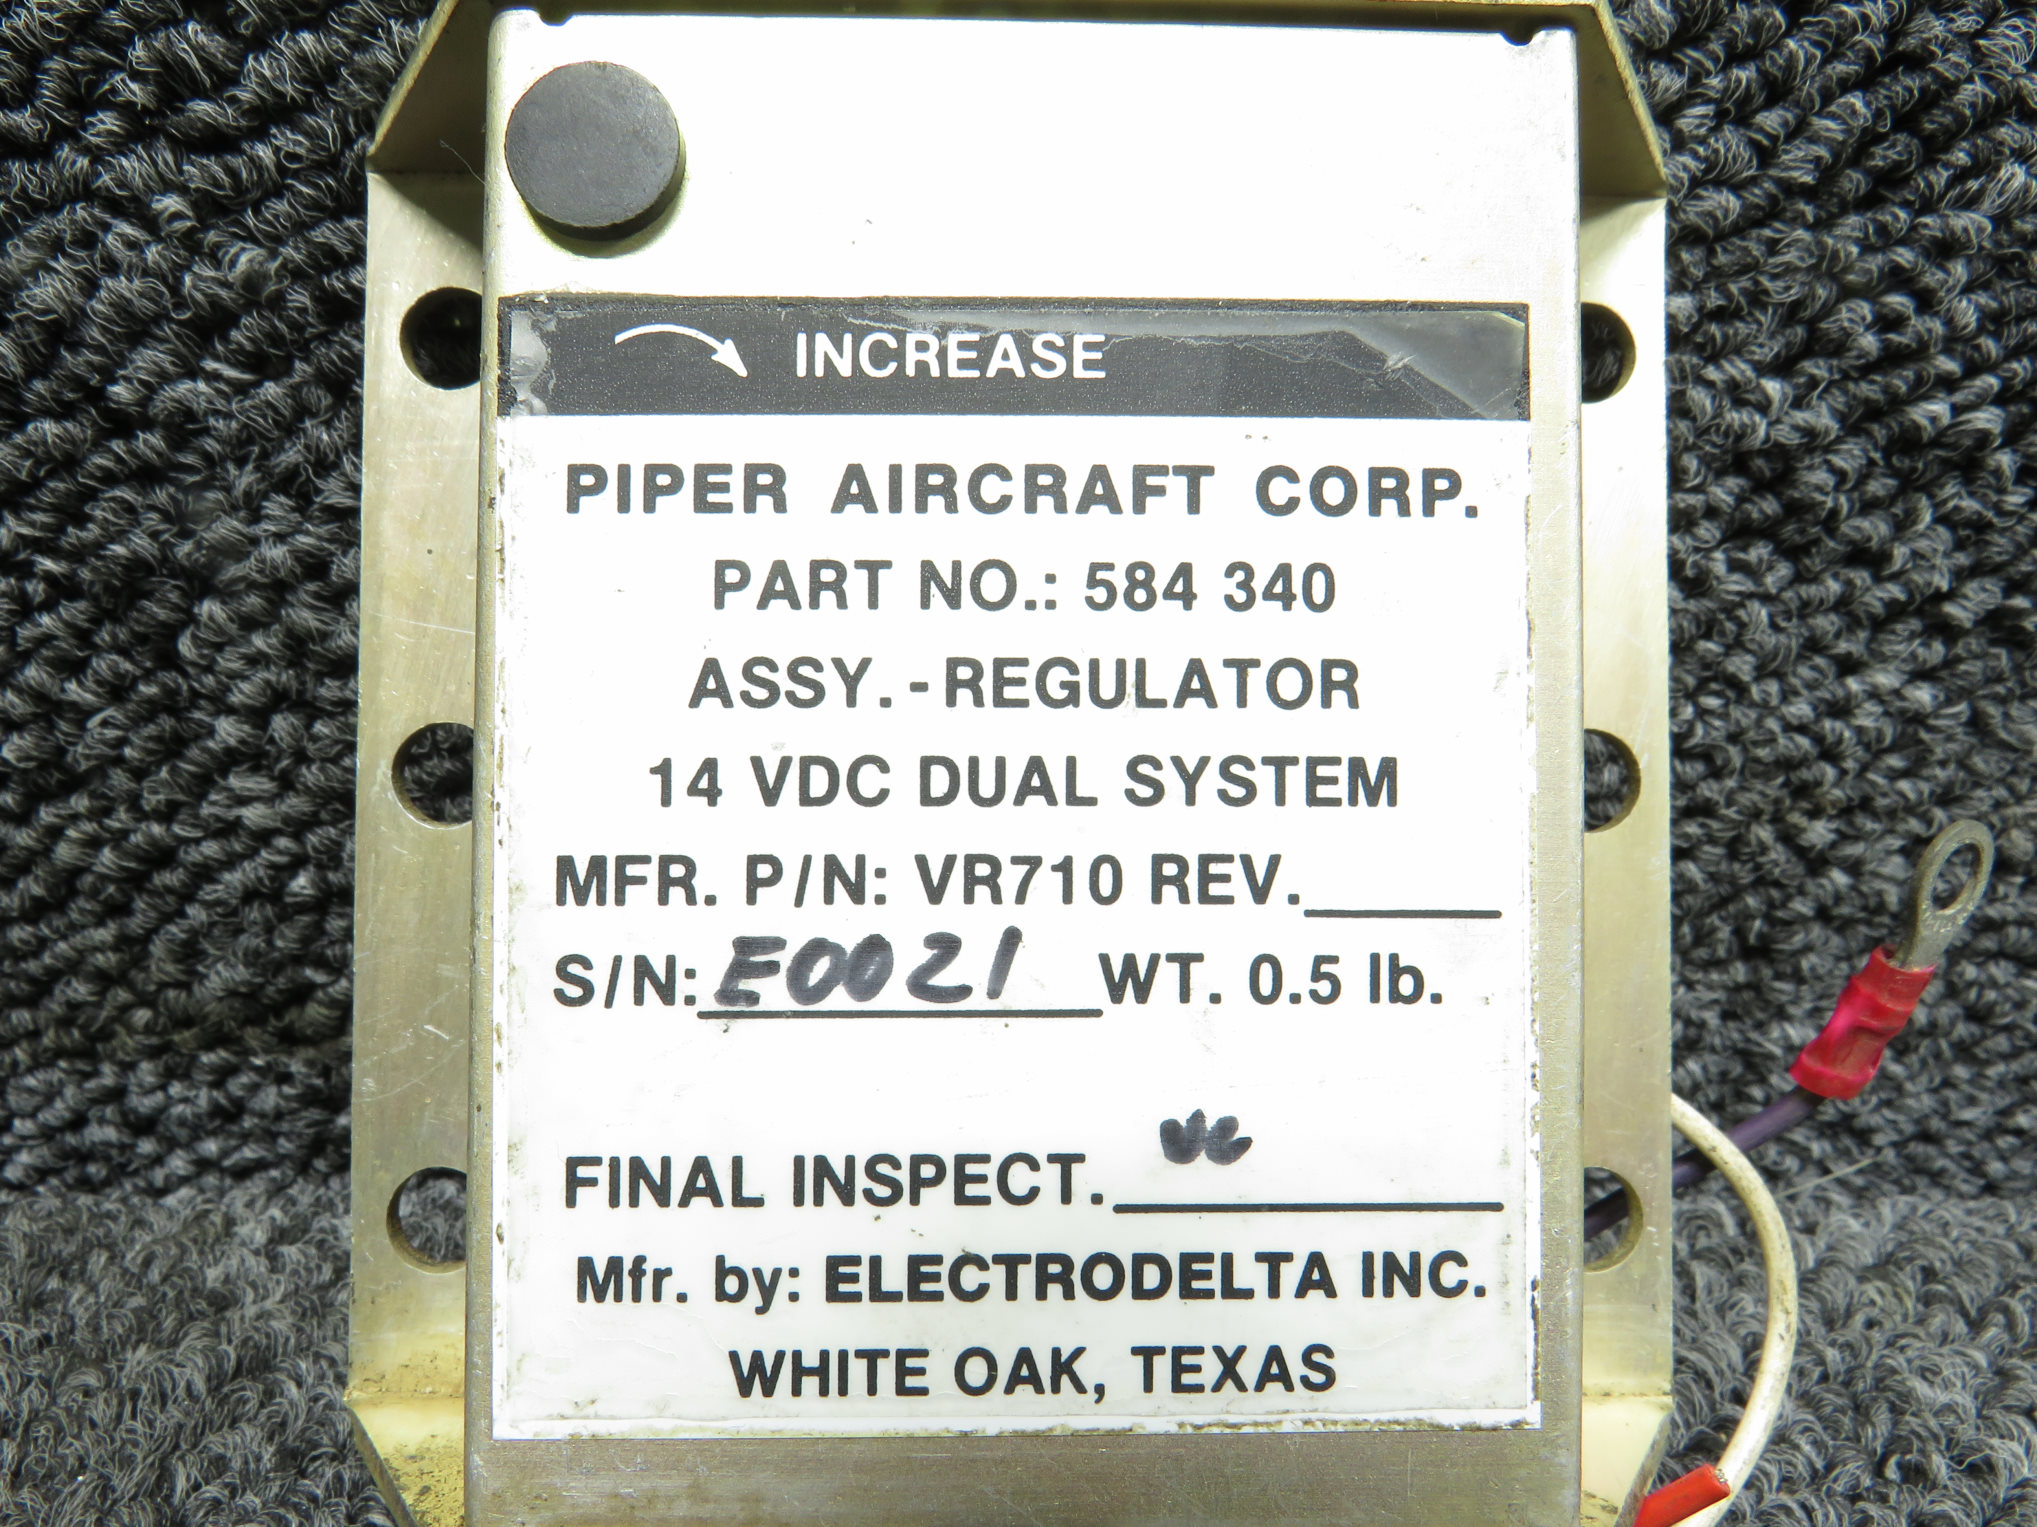 INCREASE
PIPER AIRCRAFT CORP.
PART NO.: 584 340
ASSY. - REGULATOR
14 VDC DUAL SYSTEM
MFR. P/N: VR710 REV.
S/N: E0021 WT. 0.5 lb.
FINAL INSPECT.
Mfr. by: ELECTRODELTA INC.
WHITE OAK, TEXAS